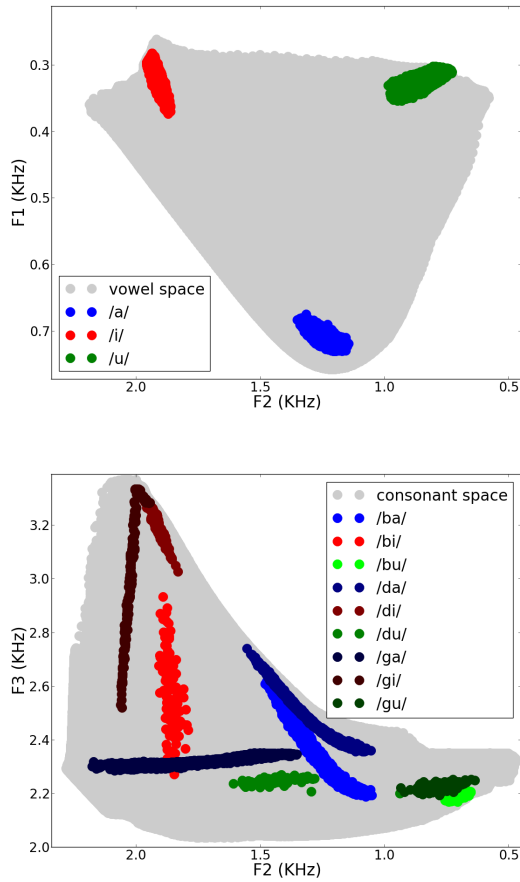 0.3
0.4
0.5
0.6
0.7
F1 (KHz)
vowel space
/a/
/i/
/u/
2.0 1.5 1.0 0.5
F2 (KHz)
3.2
3.0
2.8
2.6
2.4
2.2
2.0
F3 (KHz)
consonant space
/ba/
/bi/
/bu/
/da/
/di/
/du/
/ga/
/gi/
/gu/
2.0 1.5 1.0 0.5
F2 (KHz)